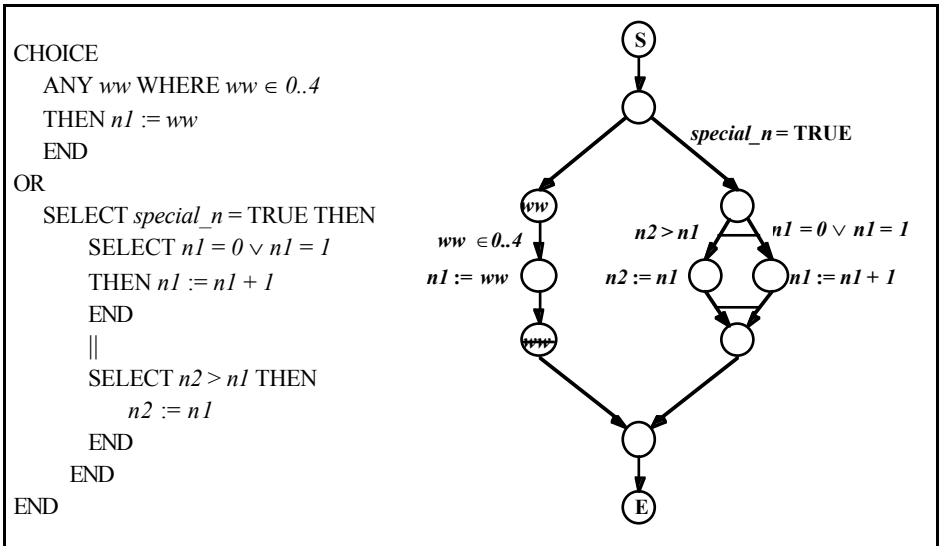 CHOICE
ANY ww WHERE ww ∈ 0..4
THEN n1 := ww
END
OR
SELECT special_n = TRUE THEN
SELECT n1 = 0 ∨ n1 = 1
THEN n1 := n1 + 1
END
||
SELECT n2 > n1 THEN
n2 := n1
END
END
END
S
special_n = TRUE
ww
n2 > n1
n1 = 0 ∨ n1 = 1
ww ∈ 0..4
n1 := ww
n2 := n1
n1 := n1 + 1
ww
E